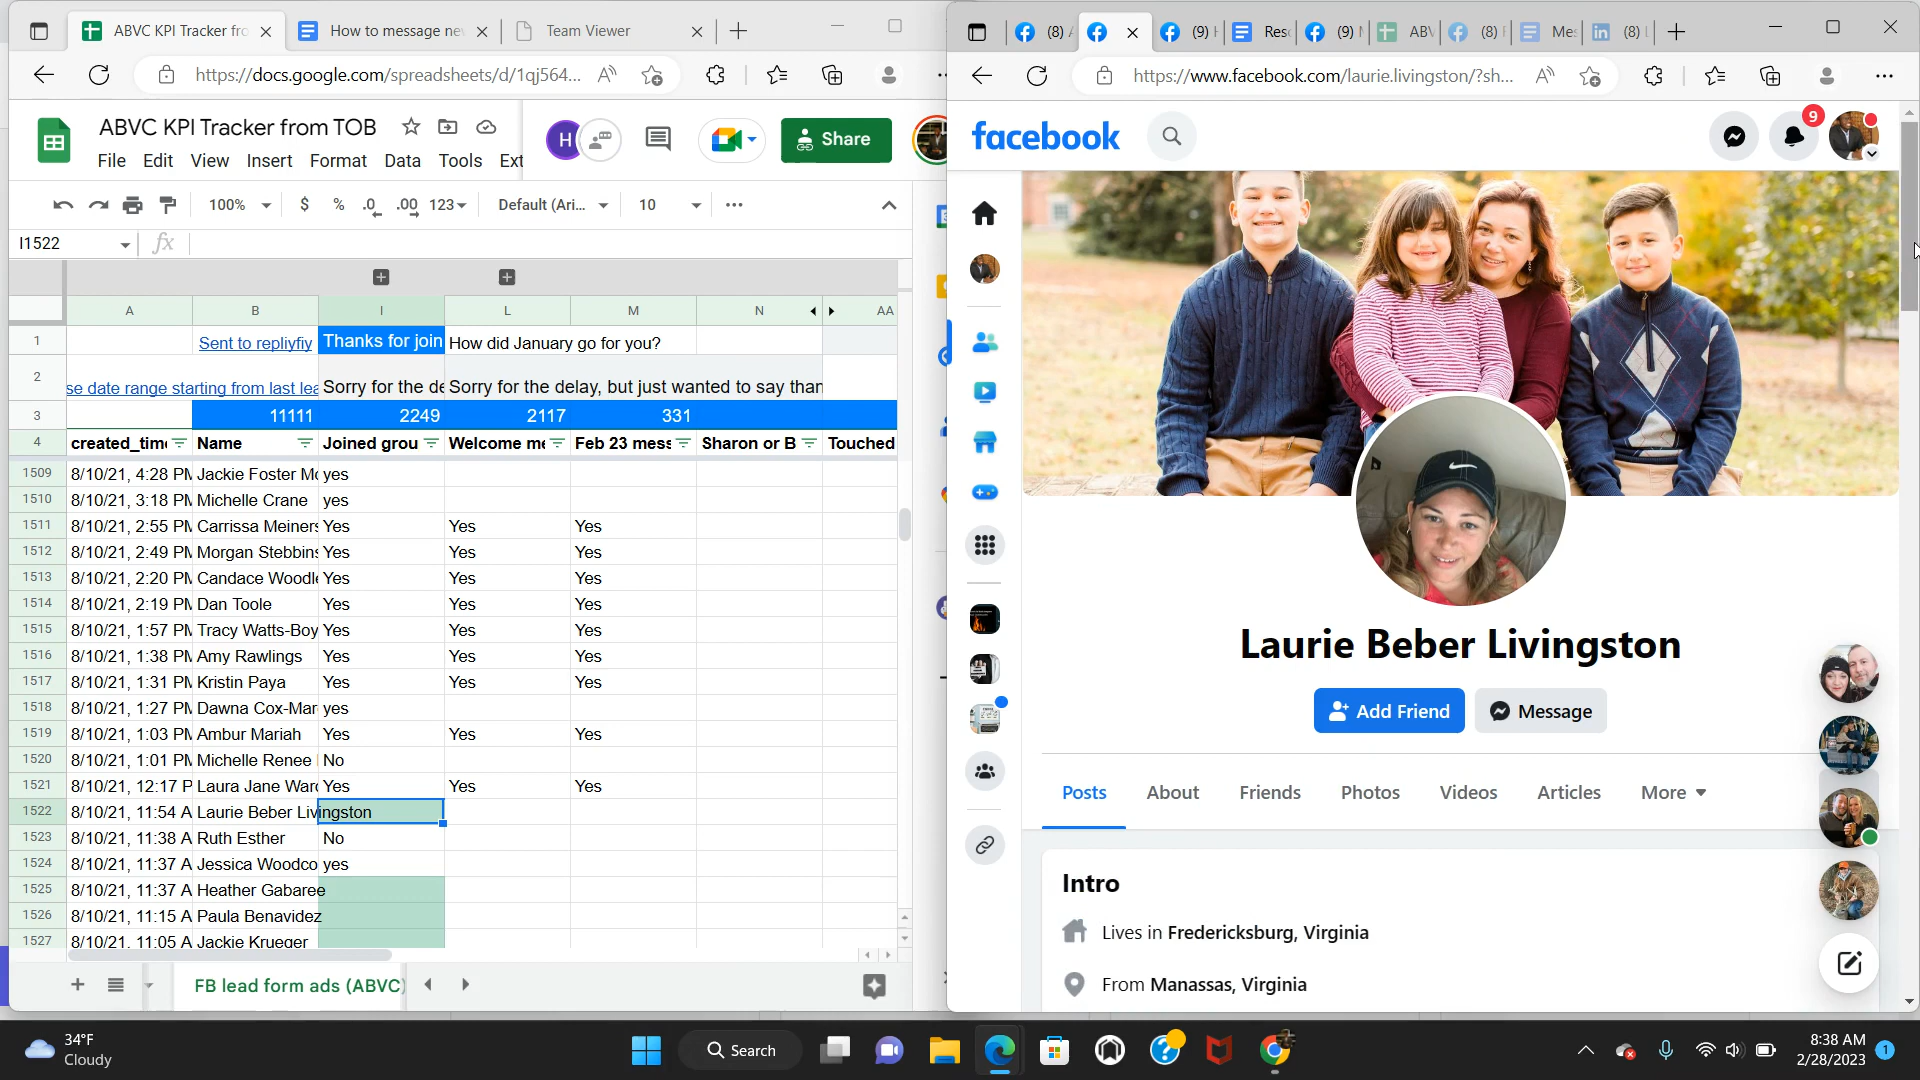 ABVC KPI Tracker fro
How to message nev
Team Viewer
https://docs.google.com/spreadsheets/d/1qj564...
ABVC KPI Tracker from TOB
File Edit View Insert Format Data Tools Ext
H
Share
100% $ % .0 .00 123 Default (Ari... 10
I1522
fx
A B I L M N AA
1 Sent to repliyfiy Thanks for join How did January go for you?
2 se date range starting from last lea Sorry for the de Sorry for the delay, but just wanted to say than
3 11111 2249 2117 331
4 created_time Name Joined grou Welcome me Feb 23 mess Sharon or B Touched
1509 8/10/21, 4:28 PM Jackie Foster Mc yes
1510 8/10/21, 3:18 PM Michelle Crane yes
1511 8/10/21, 2:55 PM Carrissa Meiners Yes Yes Yes
1512 8/10/21, 2:49 PM Morgan Stebbins Yes Yes Yes
1513 8/10/21, 2:20 PM Candace Woodle Yes Yes Yes
1514 8/10/21, 2:19 PM Dan Toole Yes Yes Yes
1515 8/10/21, 1:57 PM Tracy Watts-Boy Yes Yes Yes
1516 8/10/21, 1:38 PM Amy Rawlings Yes Yes Yes
1517 8/10/21, 1:31 PM Kristin Paya Yes Yes Yes
1518 8/10/21, 1:27 PM Dawna Cox-Mar yes
1519 8/10/21, 1:03 PM Ambur Mariah Yes Yes Yes
1520 8/10/21, 1:01 PM Michelle Renee No
1521 8/10/21, 12:17 P Laura Jane Ward Yes Yes Yes
1522 8/10/21, 11:54 A Laurie Beber Livingston
1523 8/10/21, 11:38 A Ruth Esther No
1524 8/10/21, 11:37 A Jessica Woodco yes
1525 8/10/21, 11:37 A Heather Gabaree
1526 8/10/21, 11:15 A Paula Benavidez
1527 8/10/21, 11:05 A Jackie Krueger
FB lead form ads (ABVC)
(8) (9) Res (9) ABV (8) Mes (8)
https://www.facebook.com/laurie.livingston/?sh...
facebook
9
Laurie Beber Livingston
Add Friend
Message
Posts About Friends Photos Videos Articles More
Intro
Lives in Fredericksburg, Virginia
From Manassas, Virginia
34°F
Cloudy
Search
8:38 AM
2/28/2023
1